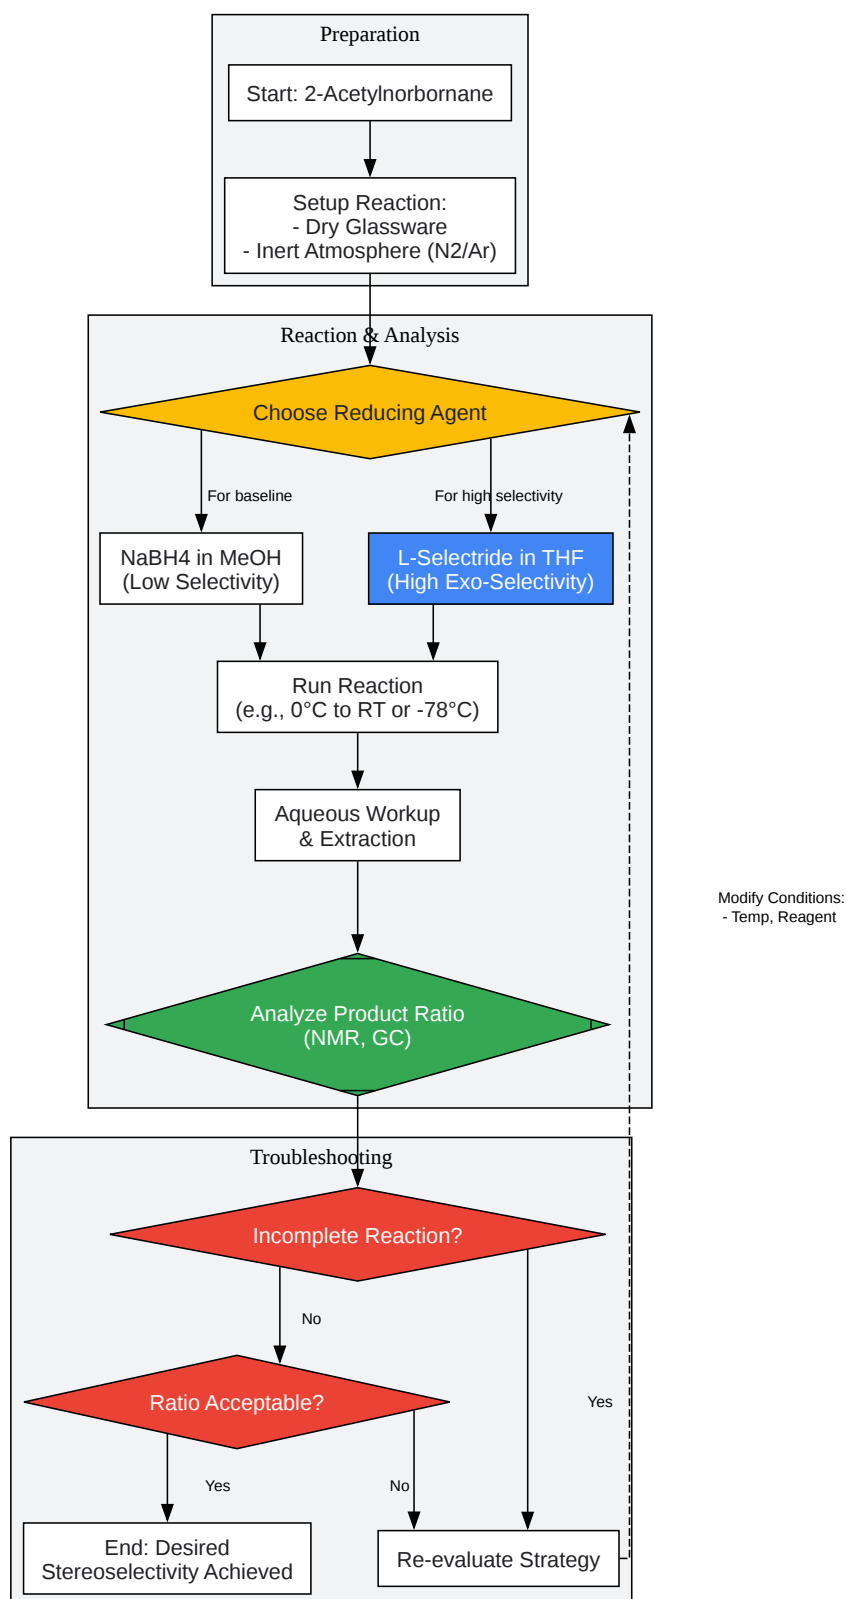 Preparation
Start: 2-Acetylnorbornane
Setup Reaction:
- Dry Glassware
- Inert Atmosphere (N2/Ar)
Reaction & Analysis
Choose Reducing Agent
For baseline
For high selectivity
NaBH4 in MeOH
(Low Selectivity)
L-Selectride in THF
(High Exo-Selectivity)
Run Reaction
(e.g., 0°C to RT or -78°C)
Aqueous Workup
& Extraction
Modify Conditions:
- Temp, Reagent
Analyze Product Ratio
(NMR, GC)
Troubleshooting
Incomplete Reaction?
No
Ratio Acceptable?
Yes
Yes
No
End: Desired
Stereoselectivity Achieved
Re-evaluate Strategy